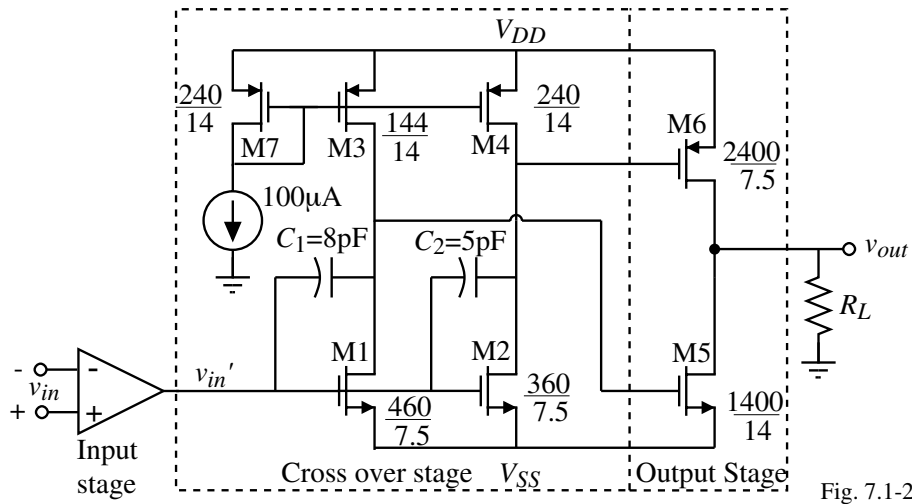 V_DD
240/14
M7
M3
144/14
M4
240/14
M6
2400/7.5
100μA
C₁=8pF
C₂=5pF
v_out
R_L
M1
M2
M5
- v_in +
- +
v_in'
460/7.5
360/7.5
1400/14
Input stage
Cross over stage
V_SS
Output Stage
Fig. 7.1-2